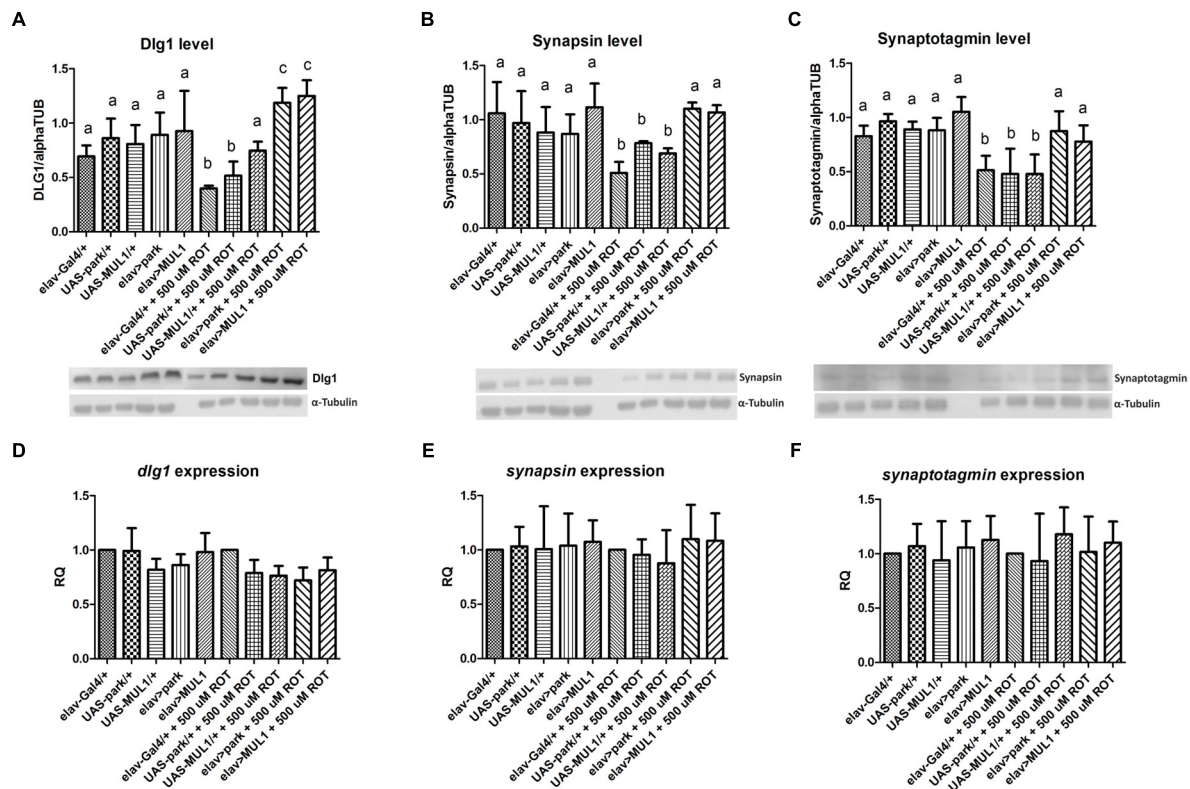 A
Dlg1 level
DLG1/alphaTUB
1.5
1.0
0.5
0.0
a
a
a
a
a
b
b
a
c
c
elav-Gal4/+
UAS-park/+
UAS-MUL1/+
elav>park
elav>MUL1
elav-Gal4/+ + 500 uM ROT
UAS-park/+ + 500 uM ROT
UAS-MUL1/+ + 500 uM ROT
elav>park + 500 uM ROT
elav>MUL1 + 500 uM ROT
Dlg1
α-Tubulin
B
Synapsin level
Synapsin/alphaTUB
1.5
1.0
0.5
0.0
a
a
a
a
a
b
b
b
a
a
elav-Gal4/+
UAS-park/+
UAS-MUL1/+
elav>park
elav>MUL1
elav-Gal4/+ + 500 uM ROT
UAS-park/+ + 500 uM ROT
UAS-MUL1/+ + 500 uM ROT
elav>park + 500 uM ROT
elav>MUL1 + 500 uM ROT
Synapsin
α-Tubulin
C
Synaptotagmin level
Synaptotagmin/alphaTUB
1.5
1.0
0.5
0.0
a
a
a
a
a
b
b
b
a
a
elav-Gal4/+
UAS-park/+
UAS-MUL1/+
elav>park
elav>MUL1
elav-Gal4/+ + 500 uM ROT
UAS-park/+ + 500 uM ROT
UAS-MUL1/+ + 500 uM ROT
elav>park + 500 uM ROT
elav>MUL1 + 500 uM ROT
Synaptotagmin
α-Tubulin
D
dlg1 expression
RQ
1.5
1.0
0.5
0.0
elav-Gal4/+
UAS-park/+
UAS-MUL1/+
elav>park
elav>MUL1
elav-Gal4/+ + 500 uM ROT
UAS-park/+ + 500 uM ROT
UAS-MUL1/+ + 500 uM ROT
elav>park + 500 uM ROT
elav>MUL1 + 500 uM ROT
E
synapsin expression
RQ
1.5
1.0
0.5
0.0
elav-Gal4/+
UAS-park/+
UAS-MUL1/+
elav>park
elav>MUL1
elav-Gal4/+ + 500 uM ROT
UAS-park/+ + 500 uM ROT
UAS-MUL1/+ + 500 uM ROT
elav>park + 500 uM ROT
elav>MUL1 + 500 uM ROT
F
synaptotagmin expression
RQ
1.5
1.0
0.5
0.0
elav-Gal4/+
UAS-park/+
UAS-MUL1/+
elav>park
elav>MUL1
elav-Gal4/+ + 500 uM ROT
UAS-park/+ + 500 uM ROT
UAS-MUL1/+ + 500 uM ROT
elav>park + 500 uM ROT
elav>MUL1 + 500 uM ROT